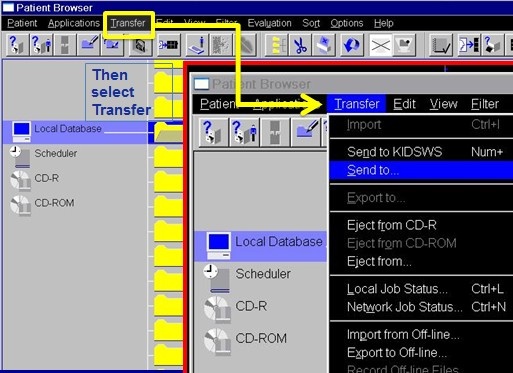 Patient Browser
Patient Applications Transfer Edit View Filter Evaluation Sort Options Help
Then
select
Transfer
Local Database
Scheduler
CD-R
CD-ROM
Patient Browser
Patient Applications Transfer Edit View Filter
Import Ctrl+I
Send to KIDSWS Num+
Send to...
Export to...
Eject from CD-R
Eject from CD-ROM
Eject from...
Local Job Status... Ctrl+L
Network Job Status... Ctrl+N
Import from Off-line...
Export to Off-line...
Record Off-line Files
Local Database
Scheduler
CD-R
CD-ROM